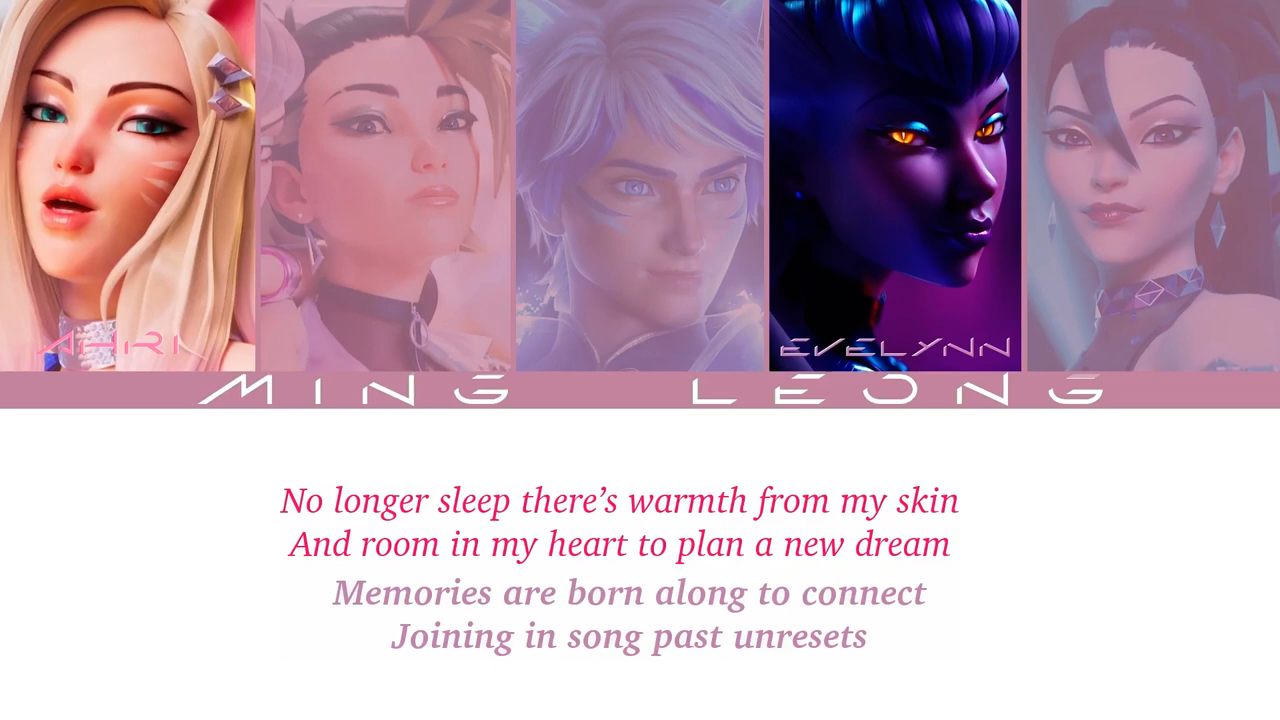 AHRI
EVELYNN
MING LEONG
No longer sleep there’s warmth from my skin
And room in my heart to plan a new dream
Memories are born along to connect
Joining in song past unresets